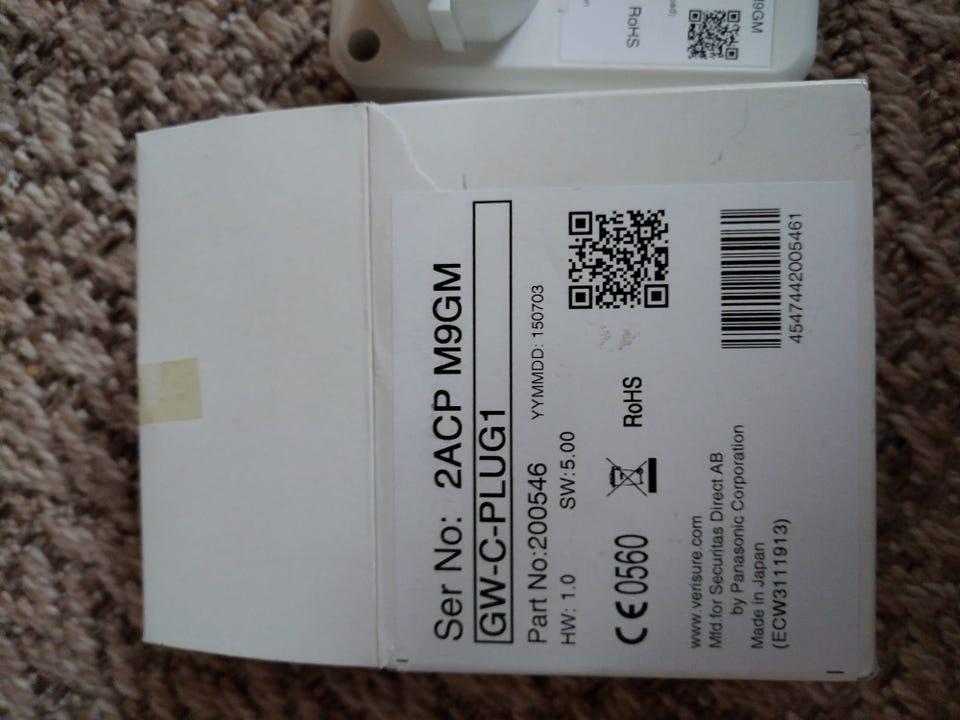 Ser No: 2ACP M9GM
GW-C-PLUG1
Part No:200546 YYMMDD: 150703
HW: 1.0 SW:5.00
CE0560 RoHS
www.verisure.com
Mfd.for Securitas Direct AB
by Panasonic Corporation
Made in Japan
(ECW3111913)
4547442005461
RoHS